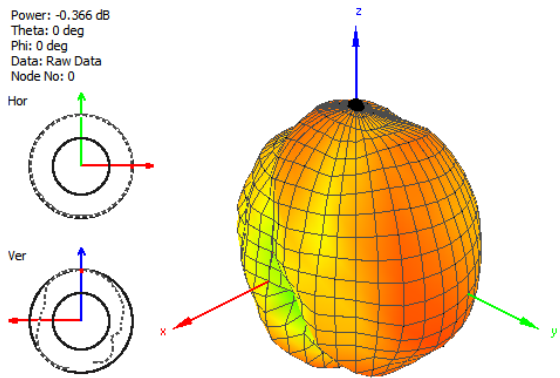 Power: -0.366 dB
Theta: 0 deg
Phi: 0 deg
Data: Raw Data
Node No: 0
Hor
Ver
z
x
y